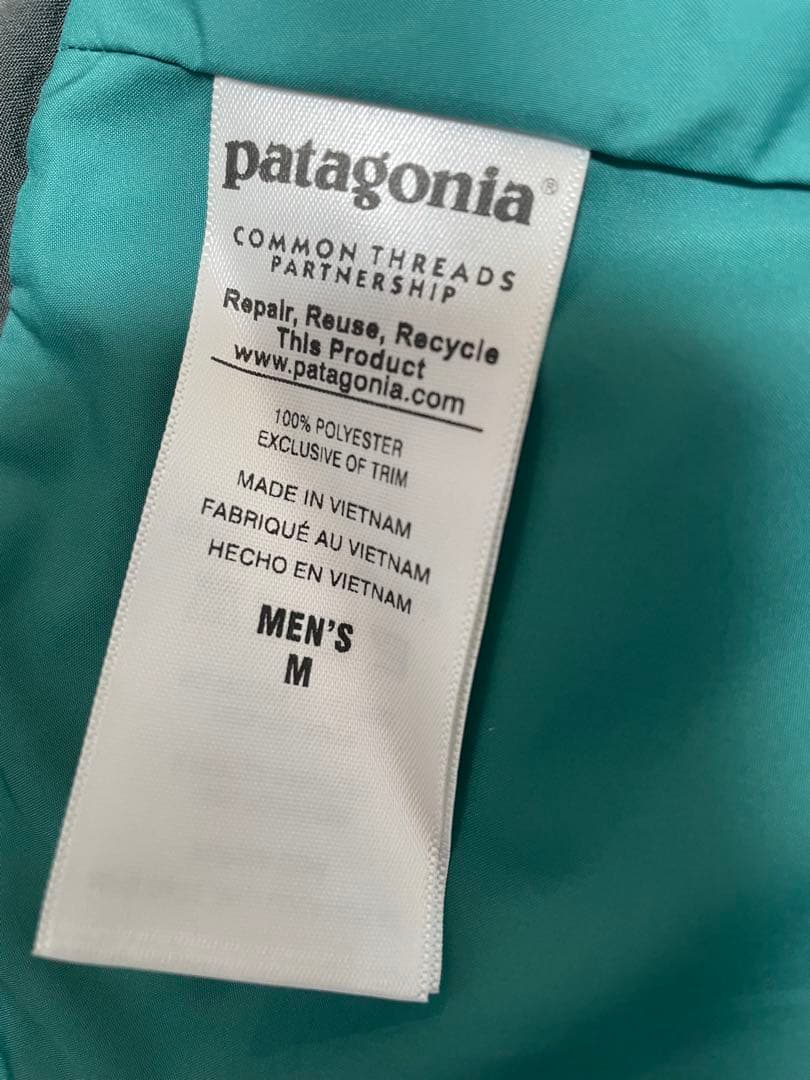 patagonia®
COMMON THREADS
PARTNERSHIP
Repair, Reuse, Recycle
This Product
www.patagonia.com
100% POLYESTER
EXCLUSIVE OF TRIM
MADE IN VIETNAM
FABRIQUÉ AU VIETNAM
HECHO EN VIETNAM
MEN'S
M